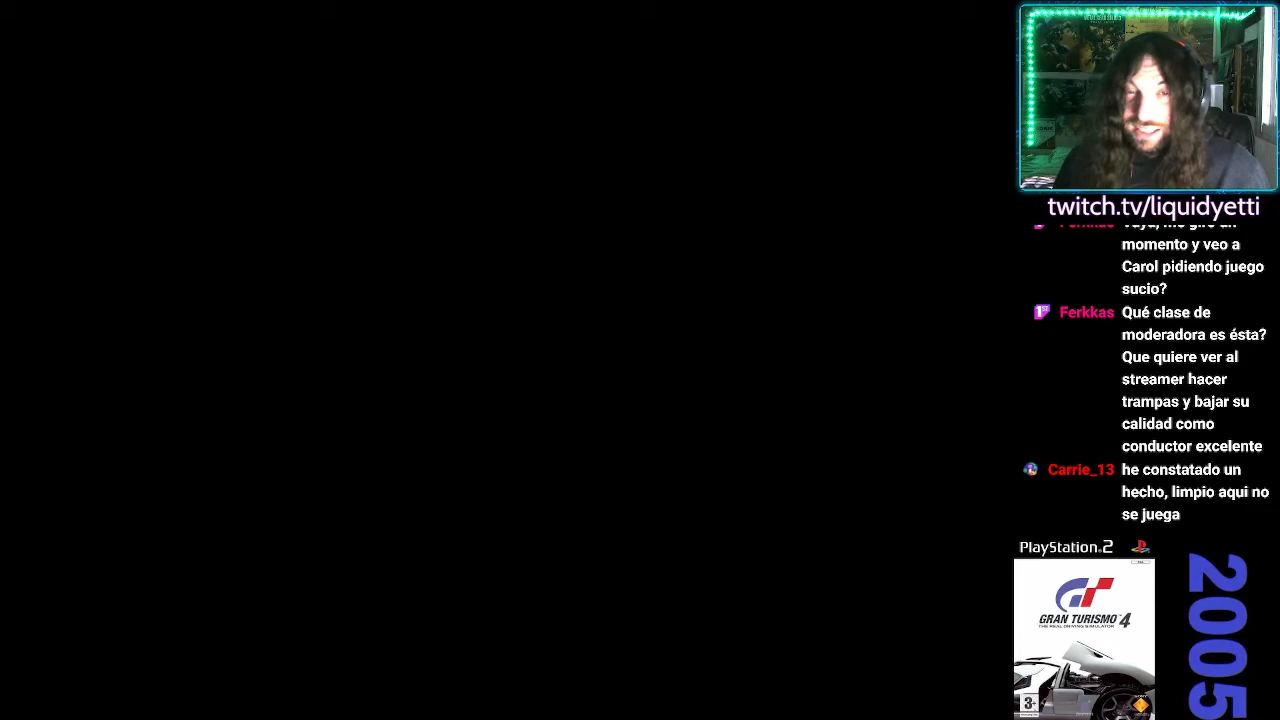 twitch.tv/liquidyetti
momento y veo a
Carol pidiendo juego
sucio?
Ferkkas Qué clase de
moderadora es ésta?
Que quiere ver al
streamer hacer
trampas y bajar su
calidad como
conductor excelente
Carrie_13 he constatado un
hecho, limpio aqui no
se juega
PlayStation 2
GRAN TURISMO 4
THE REAL DRIVING SIMULATOR
3+
SONY
2005